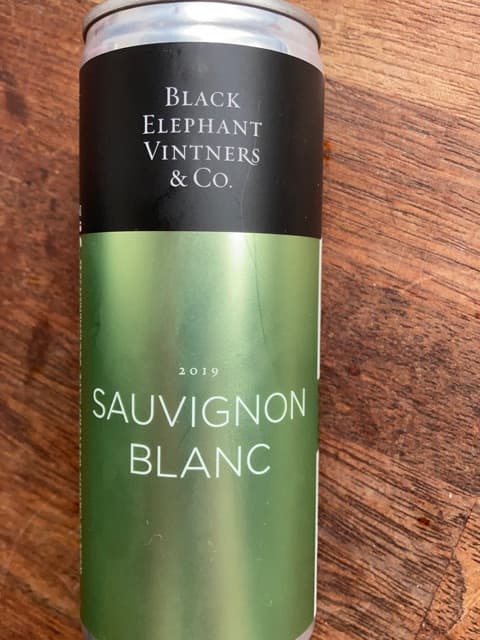 Black
Elephant
Vintners
& Co.
2019
SAUVIGNON
BLANC